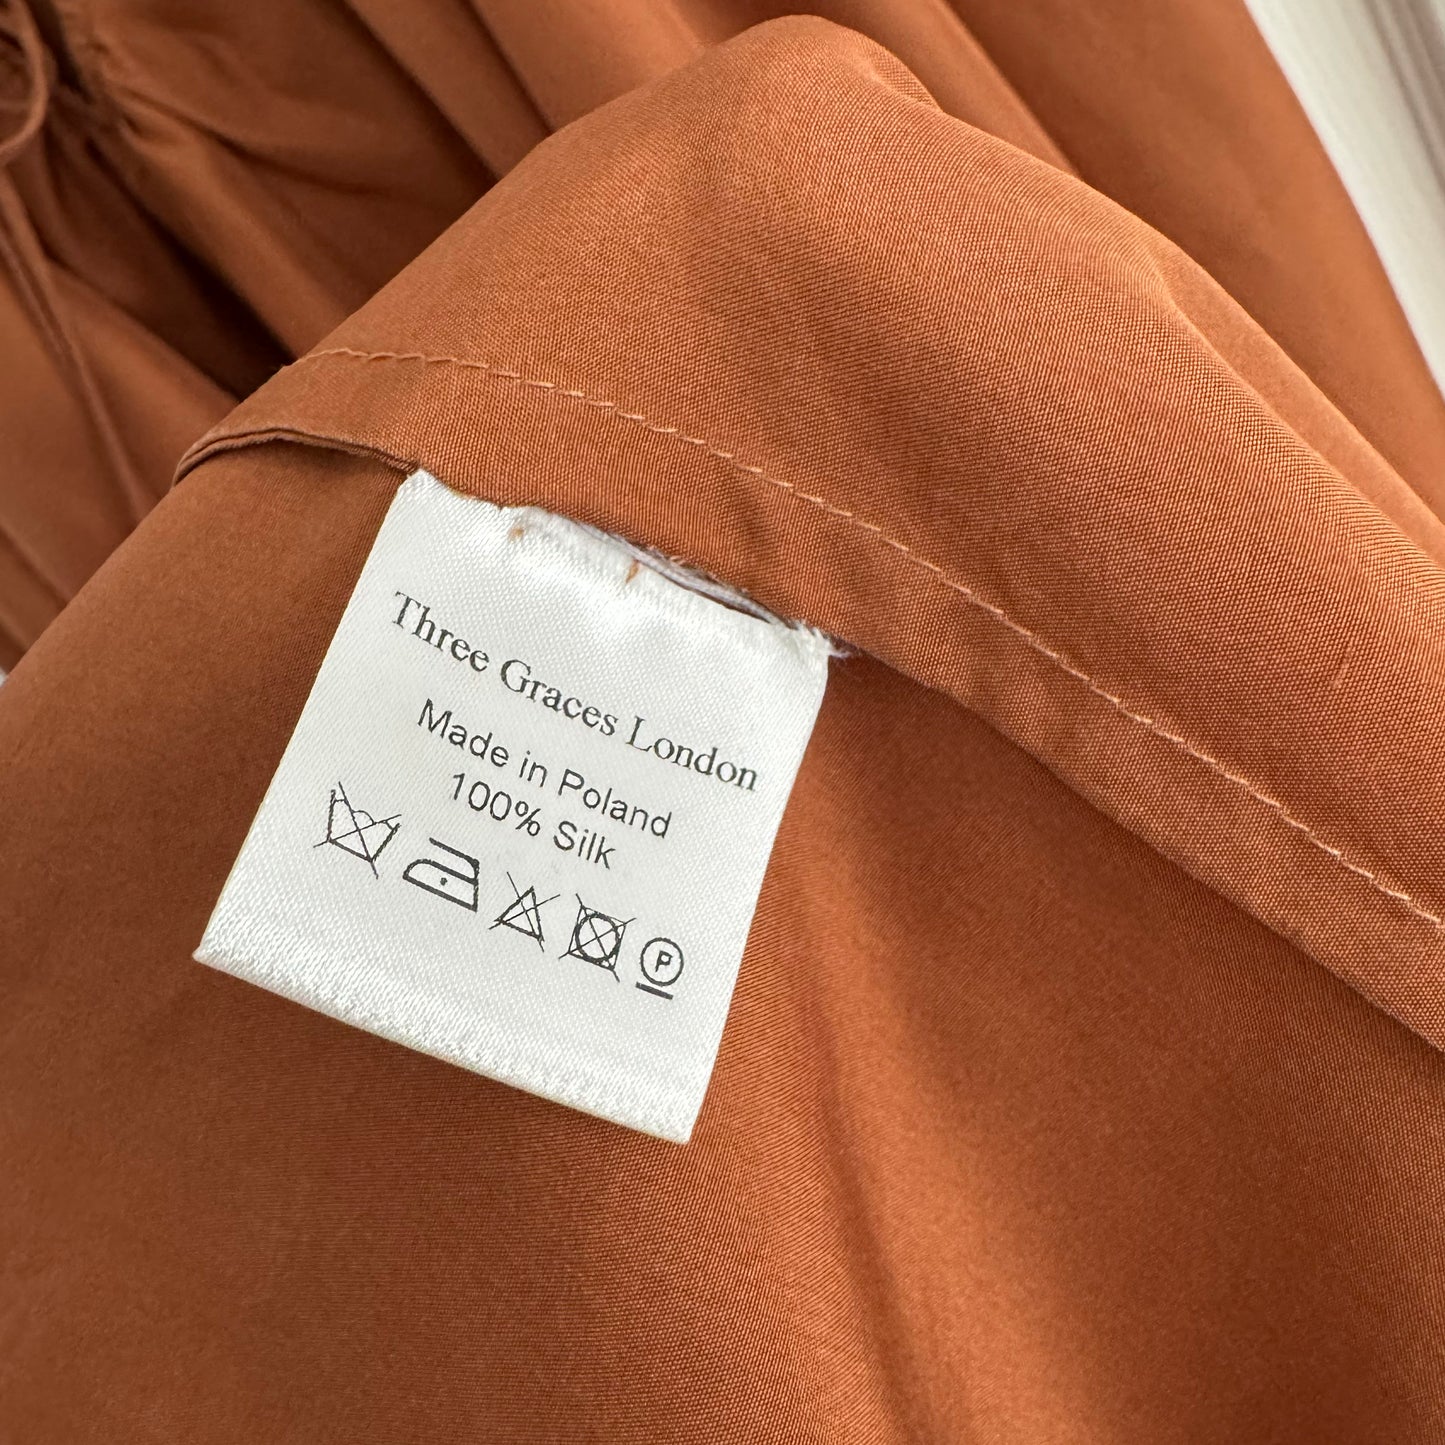 Three Graces London
Made in Poland
100% Silk
P